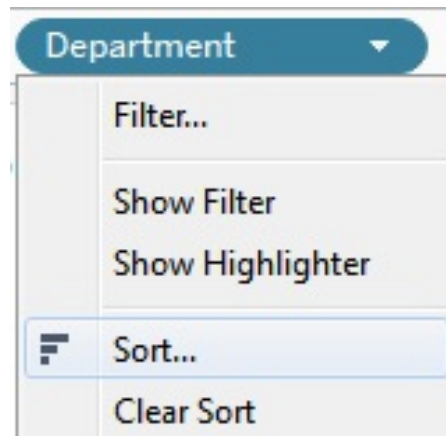 Department
Filter...
Show Filter
Show Highlighter
Sort...
Clear Sort